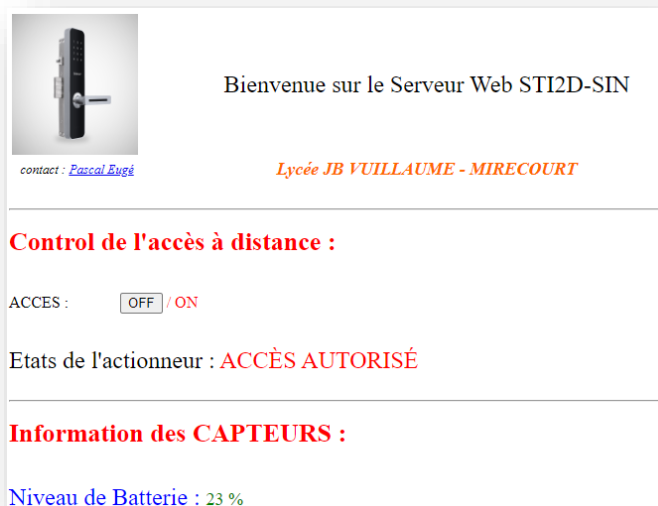 Bienvenue sur le Serveur Web STI2D-SIN
contact : Pascal Eugé
Lycée JB VUILLAUME - MIRECOURT
Control de l'accès à distance :
ACCES : OFF / ON
Etats de l'actionneur : ACCÈS AUTORISÉ
Information des CAPTEURS :
Niveau de Batterie : 23 %